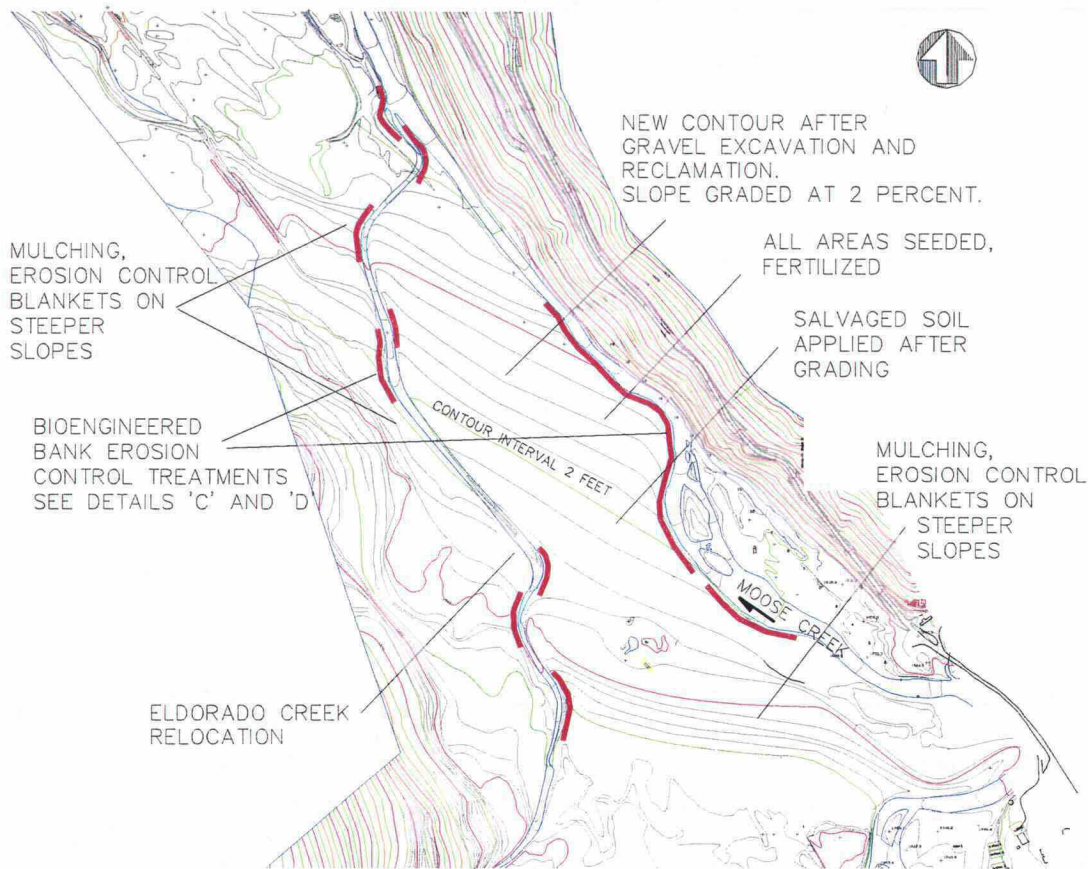 NEW CONTOUR AFTER
GRAVEL EXCAVATION AND
RECLAMATION.
SLOPE GRADED AT 2 PERCENT.
ALL AREAS SEEDED,
FERTILIZED
SALVAGED SOIL
APPLIED AFTER
GRADING
MULCHING,
EROSION CONTROL
BLANKETS ON
STEEPER
SLOPES
BIOENGINEERED
BANK EROSION
CONTROL TREATMENTS
SEE DETAILS 'C' AND 'D'
CONTOUR INTERVAL 2 FEET
MULCHING,
EROSION CONTROL
BLANKETS ON
STEEPER
SLOPES
MOOSE CREEK
ELDORADO CREEK
RELOCATION